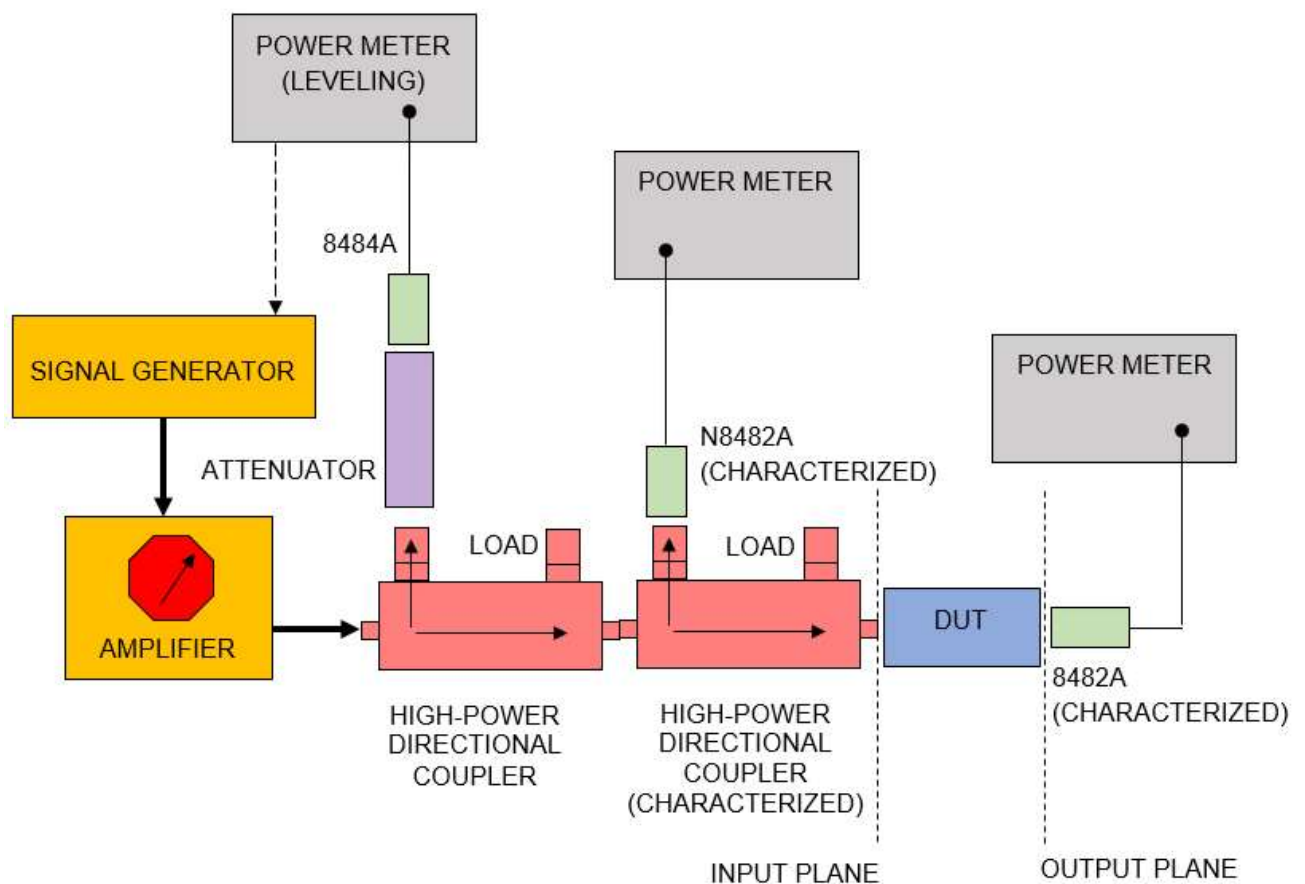 POWER METER
(LEVELING)
POWER METER
8484A
SIGNAL GENERATOR
POWER METER
N8482A
(CHARACTERIZED)
ATTENUATOR
LOAD
LOAD
AMPLIFIER
DUT
8482A
(CHARACTERIZED)
HIGH-POWER
DIRECTIONAL
COUPLER
HIGH-POWER
DIRECTIONAL
COUPLER
(CHARACTERIZED)
INPUT PLANE
OUTPUT PLANE